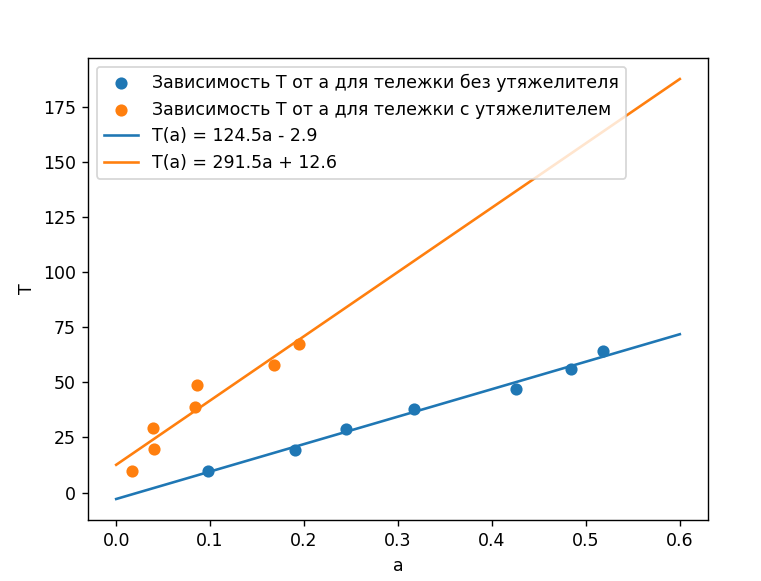 Зависимость T от a для тележки без утяжелителя
Зависимость T от a для тележки с утяжелителем
T(a) = 124.5a - 2.9
T(a) = 291.5a + 12.6
175
150
125
100
75
50
25
0
T
0.0 0.1 0.2 0.3 0.4 0.5 0.6
a